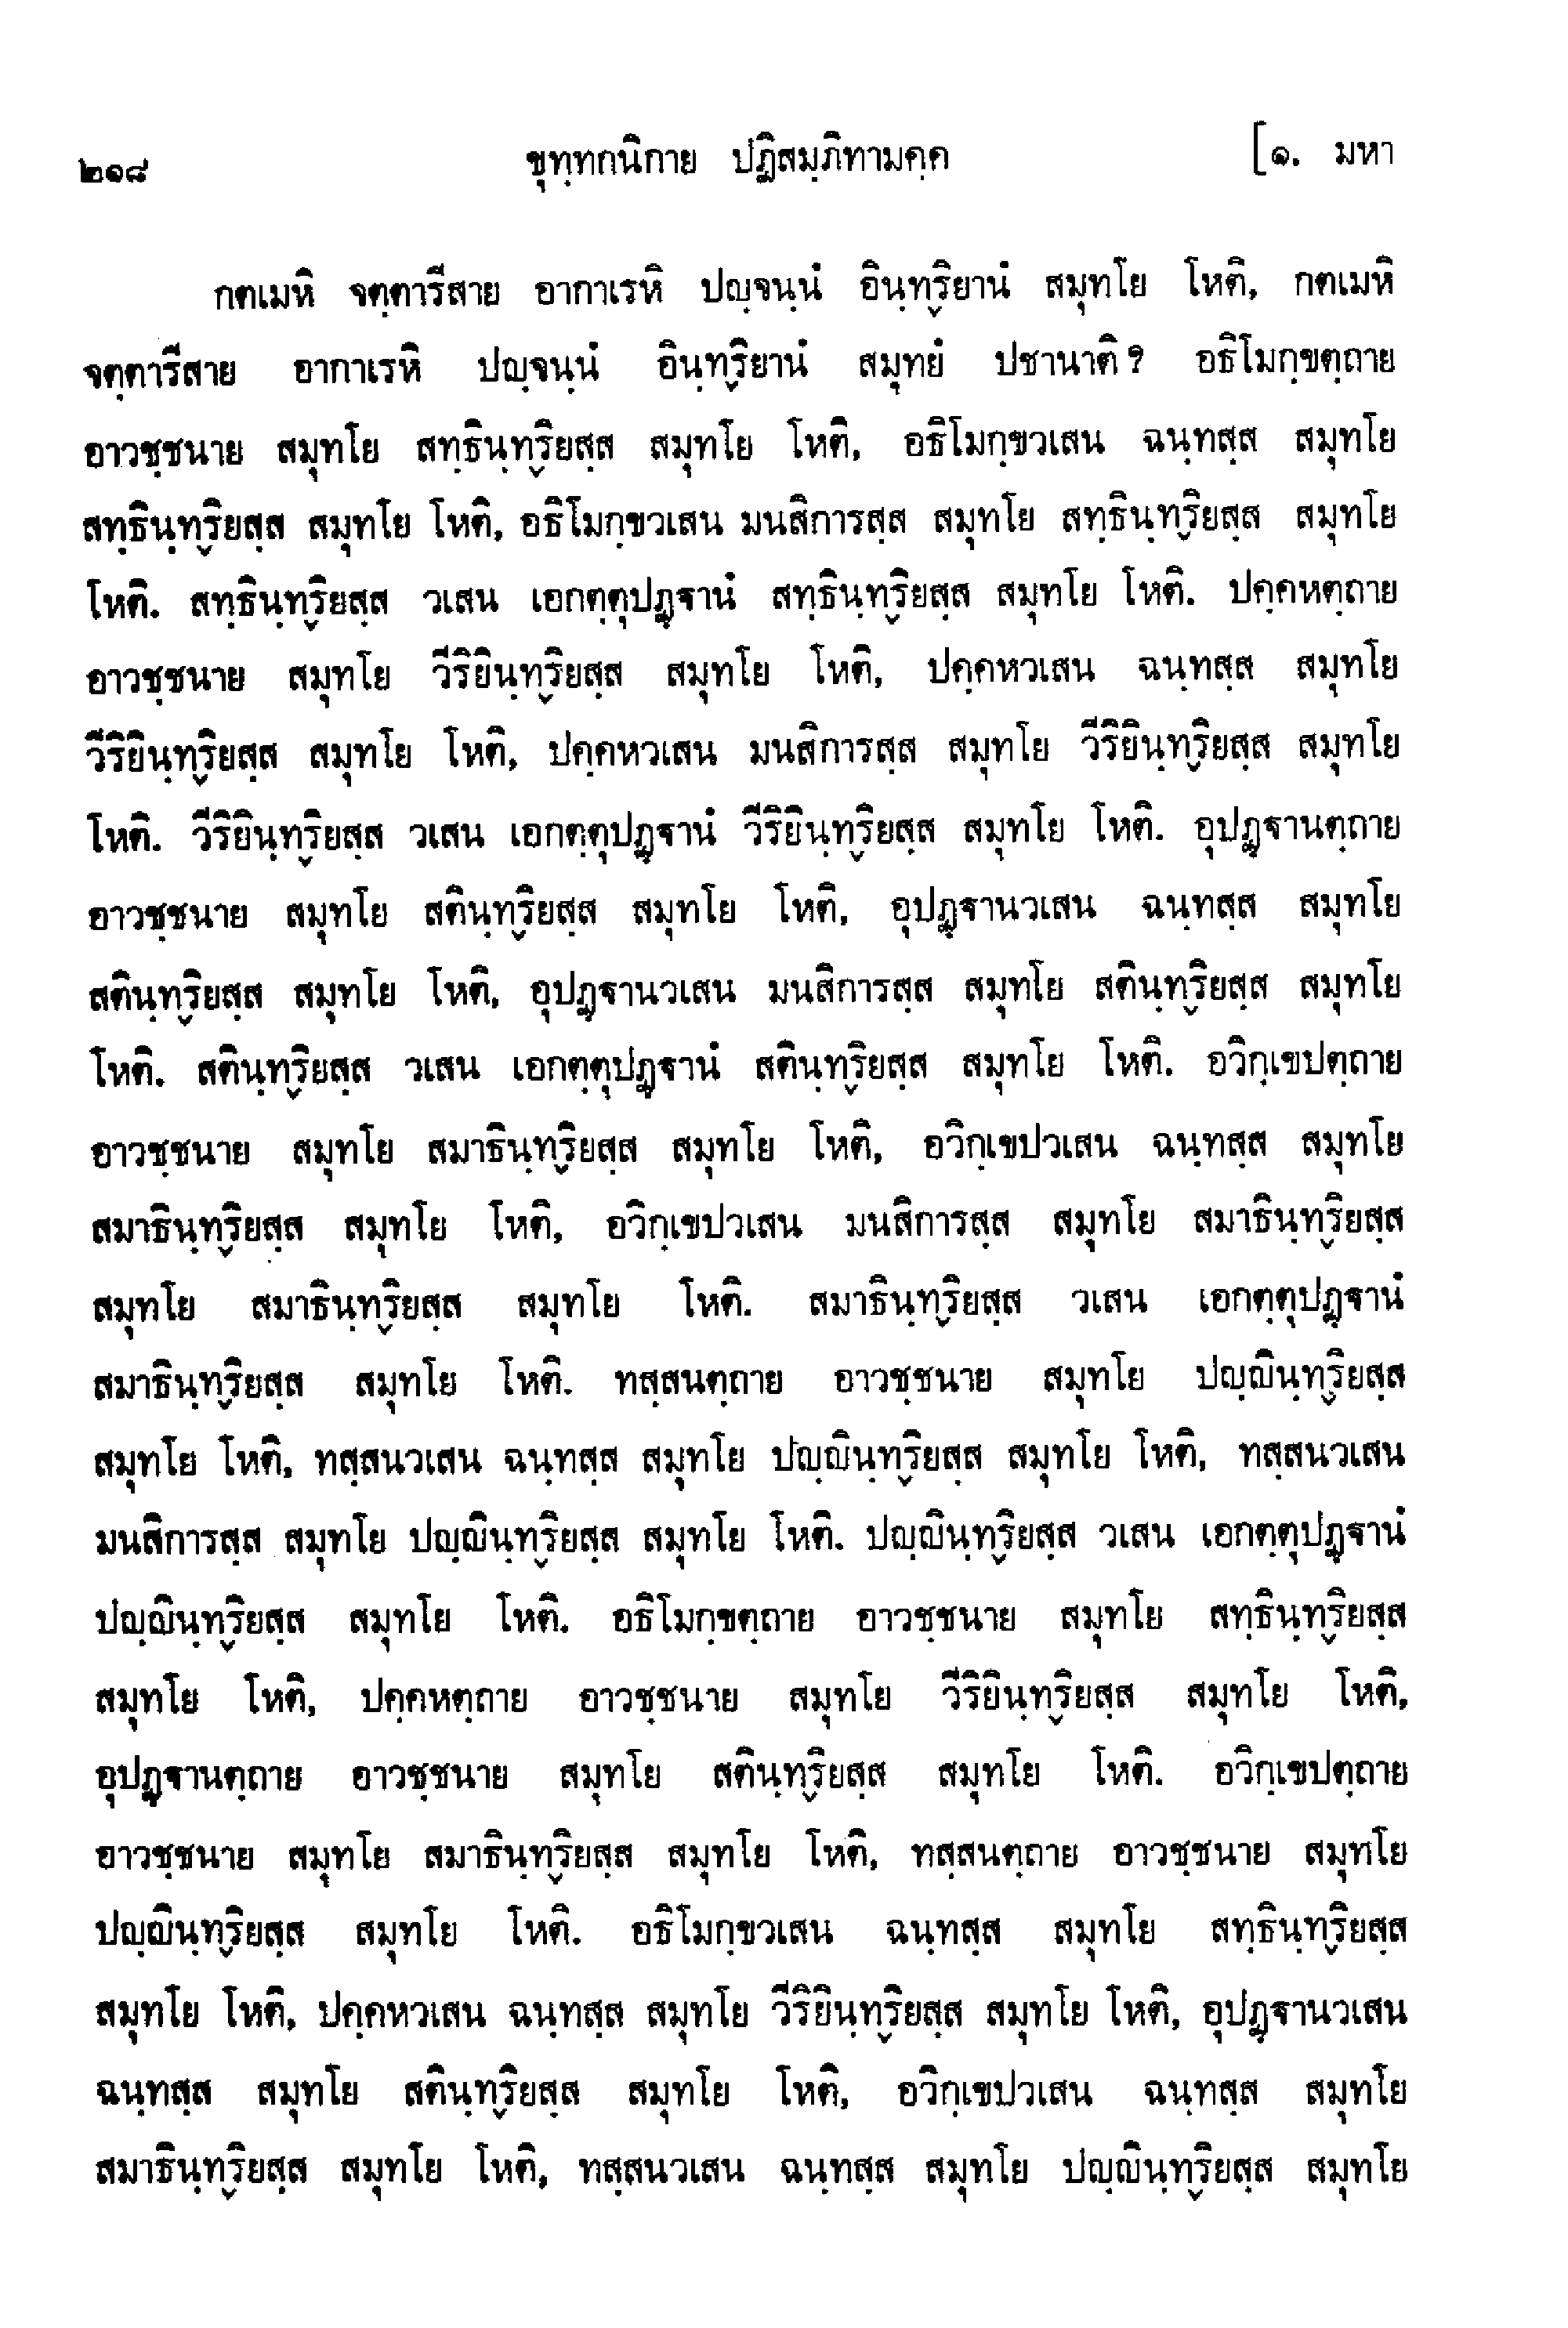 ๒๑๘ ขุทฺทกนิกาย ปฏิสมฺภิทามคฺค [๑. มหา
กตเมหิ จตฺตารีสาย อากาเรหิ ปญฺจนฺนํ อินฺทฺริยานํ สมุทโย โหติ, กตเมหิ
จตฺตารีสาย อากาเรหิ ปญฺจนฺนํ อินฺทฺริยานํ สมุทยํ ปชานาติ ? อธิโมกฺขตฺถาย
อาวชฺชนาย สมุทโย สทฺธินฺทฺริยสฺส สมุทโย โหติ, อธิโมกฺขวเสน ฉนฺทสฺส สมุทโย
สทฺธินฺทฺริยสฺส สมุทโย โหติ, อธิโมกฺขวเสน มนสิการสฺส สมุทโย สทฺธินฺทฺริยสฺส สมุทโย
โหติ. สทฺธินฺทฺริยสฺส วเสน เอกตฺตุปฏฺฐานํ สทฺธินฺทฺริยสฺส สมุทโย โหติ. ปคฺคหตฺถาย
อาวชฺชนาย สมุทโย วีริยินฺทฺริยสฺส สมุทโย โหติ, ปคฺคหวเสน ฉนฺทสฺส สมุทโย
วีริยินฺทฺริยสฺส สมุทโย โหติ, ปคฺคหวเสน มนสิการสฺส สมุทโย วีริยินฺทฺริยสฺส สมุทโย
โหติ. วีริยินฺทฺริยสฺส วเสน เอกตฺตุปฏฺฐานํ วีริยินฺทฺริยสฺส สมุทโย โหติ. อุปฏฺฐานตฺถาย
อาวชฺชนาย สมุทโย สตินฺทฺริยสฺส สมุทโย โหติ, อุปฏฺฐานวเสน ฉนฺทสฺส สมุทโย
สตินฺทฺริยสฺส สมุทโย โหติ, อุปฏฺฐานวเสน มนสิการสฺส สมุทโย สตินฺทฺริยสฺส สมุทโย
โหติ. สตินฺทฺริยสฺส วเสน เอกตฺตุปฏฺฐานํ สตินฺทฺริยสฺส สมุทโย โหติ. อวิกฺเขปตฺถาย
อาวชฺชนาย สมุทโย สมาธินฺทฺริยสฺส สมุทโย โหติ, อวิกฺเขปวเสน ฉนฺทสฺส สมุทโย
สมาธินฺทฺริยสฺส สมุทโย โหติ, อวิกฺเขปวเสน มนสิการสฺส สมุทโย สมาธินฺทฺริยสฺส
สมุทโย สมาธินฺทฺริยสฺส สมุทโย โหติ. สมาธินฺทฺริยสฺส วเสน เอกตฺตุปฏฺฐานํ
สมาธินฺทฺริยสฺส สมุทโย โหติ. ทสฺสนตฺถาย อาวชฺชนาย สมุทโย ปญฺญินฺทฺริยสฺส
สมุทโย โหติ, ทสฺสนวเสน ฉนฺทสฺส สมุทโย ปญฺญินฺทฺริยสฺส สมุทโย โหติ, ทสฺสนวเสน
มนสิการสฺส สมุทโย ปญฺญินฺทฺริยสฺส สมุทโย โหติ. ปญฺญินฺทฺริยสฺส วเสน เอกตฺตุปฏฺฐานํ
ปญฺญินฺทฺริยสฺส สมุทโย โหติ. อธิโมกฺขตฺถาย อาวชฺชนาย สมุทโย สทฺธินฺทฺริยสฺส
สมุทโย โหติ, ปคฺคหตฺถาย อาวชฺชนาย สมุทโย วีริยินฺทฺริยสฺส สมุทโย โหติ,
อุปฏฺฐานตฺถาย อาวชฺชนาย สมุทโย สตินฺทฺริยสฺส สมุทโย โหติ. อวิกฺเขปตฺถาย
อาวชฺชนาย สมุทโย สมาธินฺทฺริยสฺส สมุทโย โหติ, ทสฺสนตฺถาย อาวชฺชนาย สมุทโย
ปญฺญินฺทฺริยสฺส สมุทโย โหติ. อธิโมกฺขวเสน ฉนฺทสฺส สมุทโย สทฺธินฺทฺริยสฺส
สมุทโย โหติ, ปคฺคหวเสน ฉนฺทสฺส สมุทโย วีริยินฺทฺริยสฺส สมุทโย โหติ, อุปฏฺฐานวเสน
ฉนฺทสฺส สมุทโย สตินฺทฺริยสฺส สมุทโย โหติ, อวิกฺเขปวเสน ฉนฺทสฺส สมุทโย
สมาธินฺทฺริยสฺส สมุทโย โหติ, ทสฺสนวเสน ฉนฺทสฺส สมุทโย ปญฺญินฺทฺริยสฺส สมุทโย